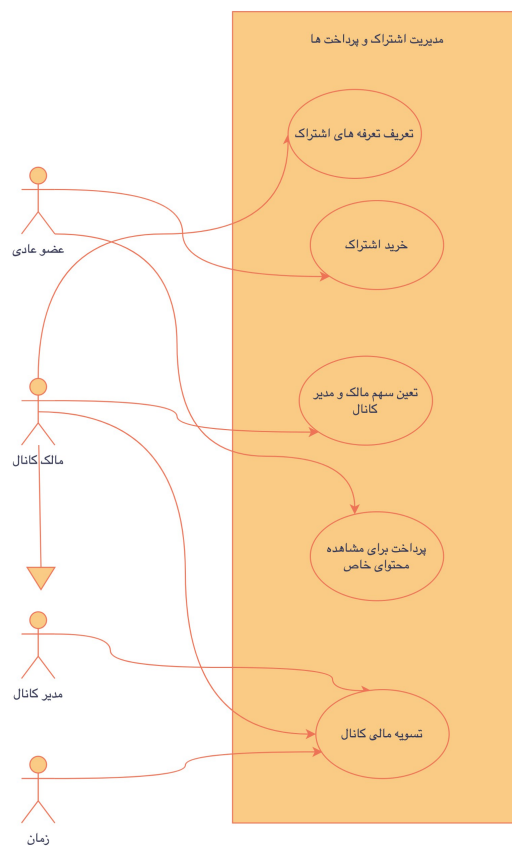 مدیریت اشتراک و پرداخت ها
تعریف تعرفه های اشتراک
عضو عادی
خرید اشتراک
تعین سهم مالک و مدیر
کانال
مالک کانال
پرداخت برای مشاهده
محتوای خاص
مدیر کانال
تسویه مالی کانال
زمان